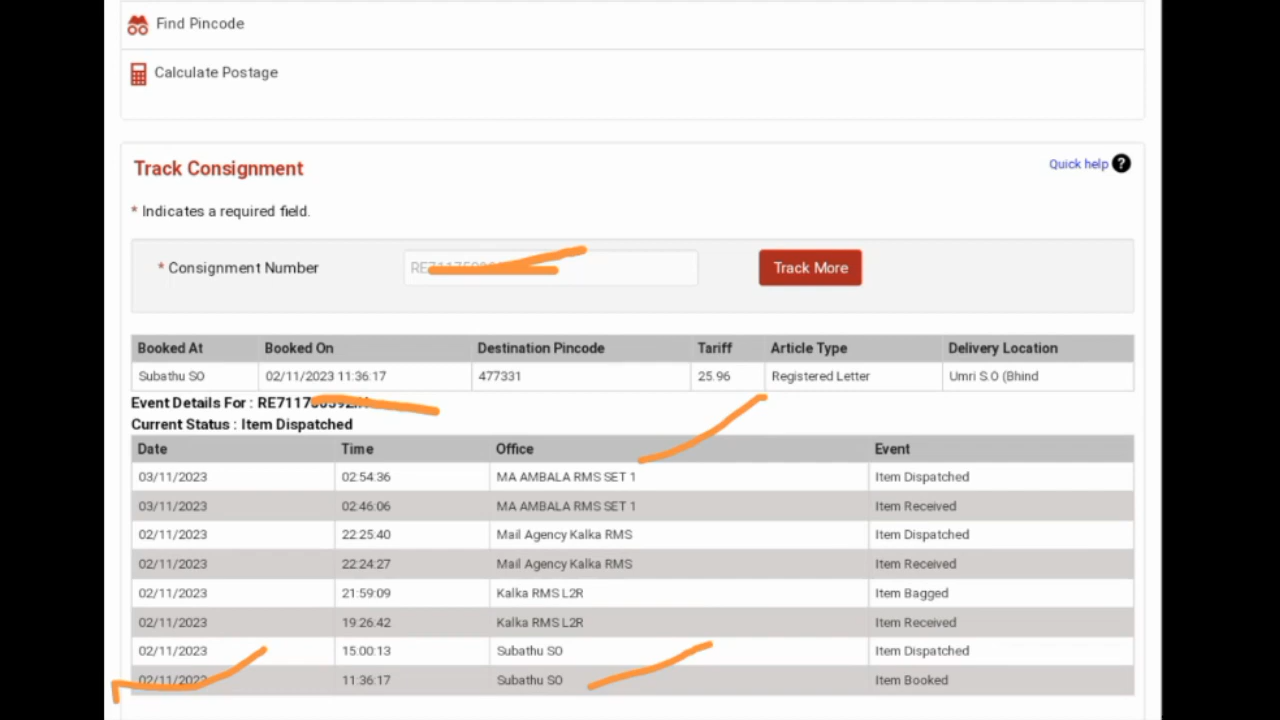 Find Pincode
Calculate Postage
Track Consignment
Quick help ?
* Indicates a required field.
* Consignment Number
Track More
Booked At Booked On Destination Pincode Tariff Article Type Delivery Location
Subathu SO 02/11/2023 11:36:17 477331 25.96 Registered Letter Umri S.O (Bhind
Event Details For :
Current Status : Item Dispatched
Date Time Office Event
03/11/2023 02:54:36 MA AMBALA RMS SET 1 Item Dispatched
03/11/2023 02:46:06 MA AMBALA RMS SET 1 Item Received
02/11/2023 22:25:40 Mail Agency Kalka RMS Item Dispatched
02/11/2023 22:24:27 Mail Agency Kalka RMS Item Received
02/11/2023 21:59:09 Kalka RMS L2R Item Bagged
02/11/2023 19:26:42 Kalka RMS L2R Item Received
02/11/2023 15:00:13 Subathu SO Item Dispatched
02/11/2023 11:36:17 Subathu SO Item Booked